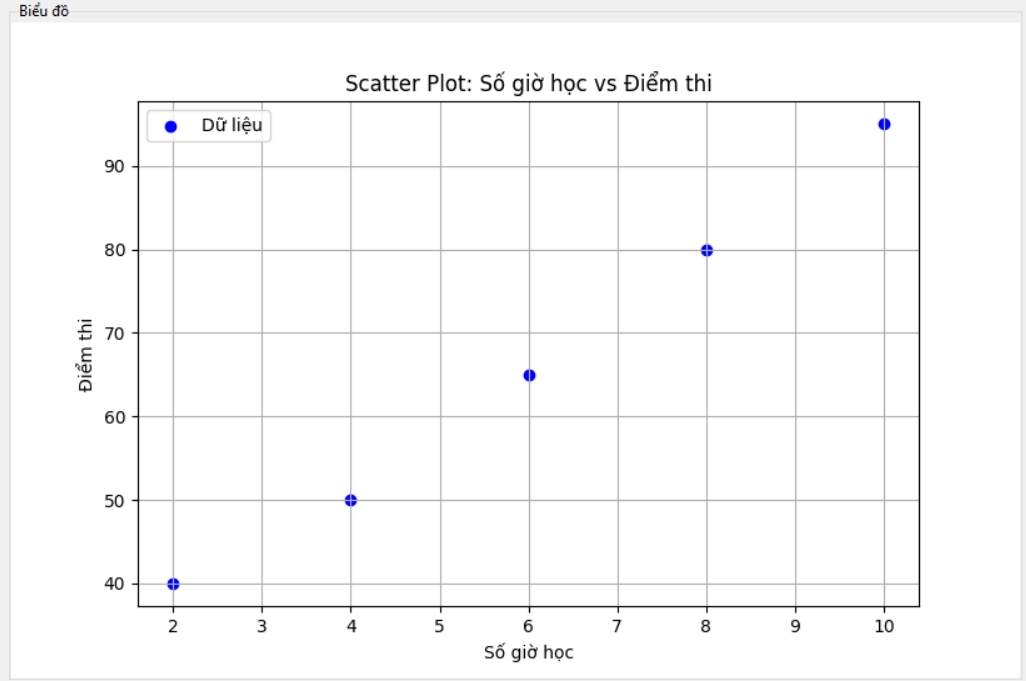 Biểu đồ
Scatter Plot: Số giờ học vs Điểm thi
Dữ liệu
90
80
70
60
50
40
Điểm thi
2 3 4 5 6 7 8 9 10
Số giờ học